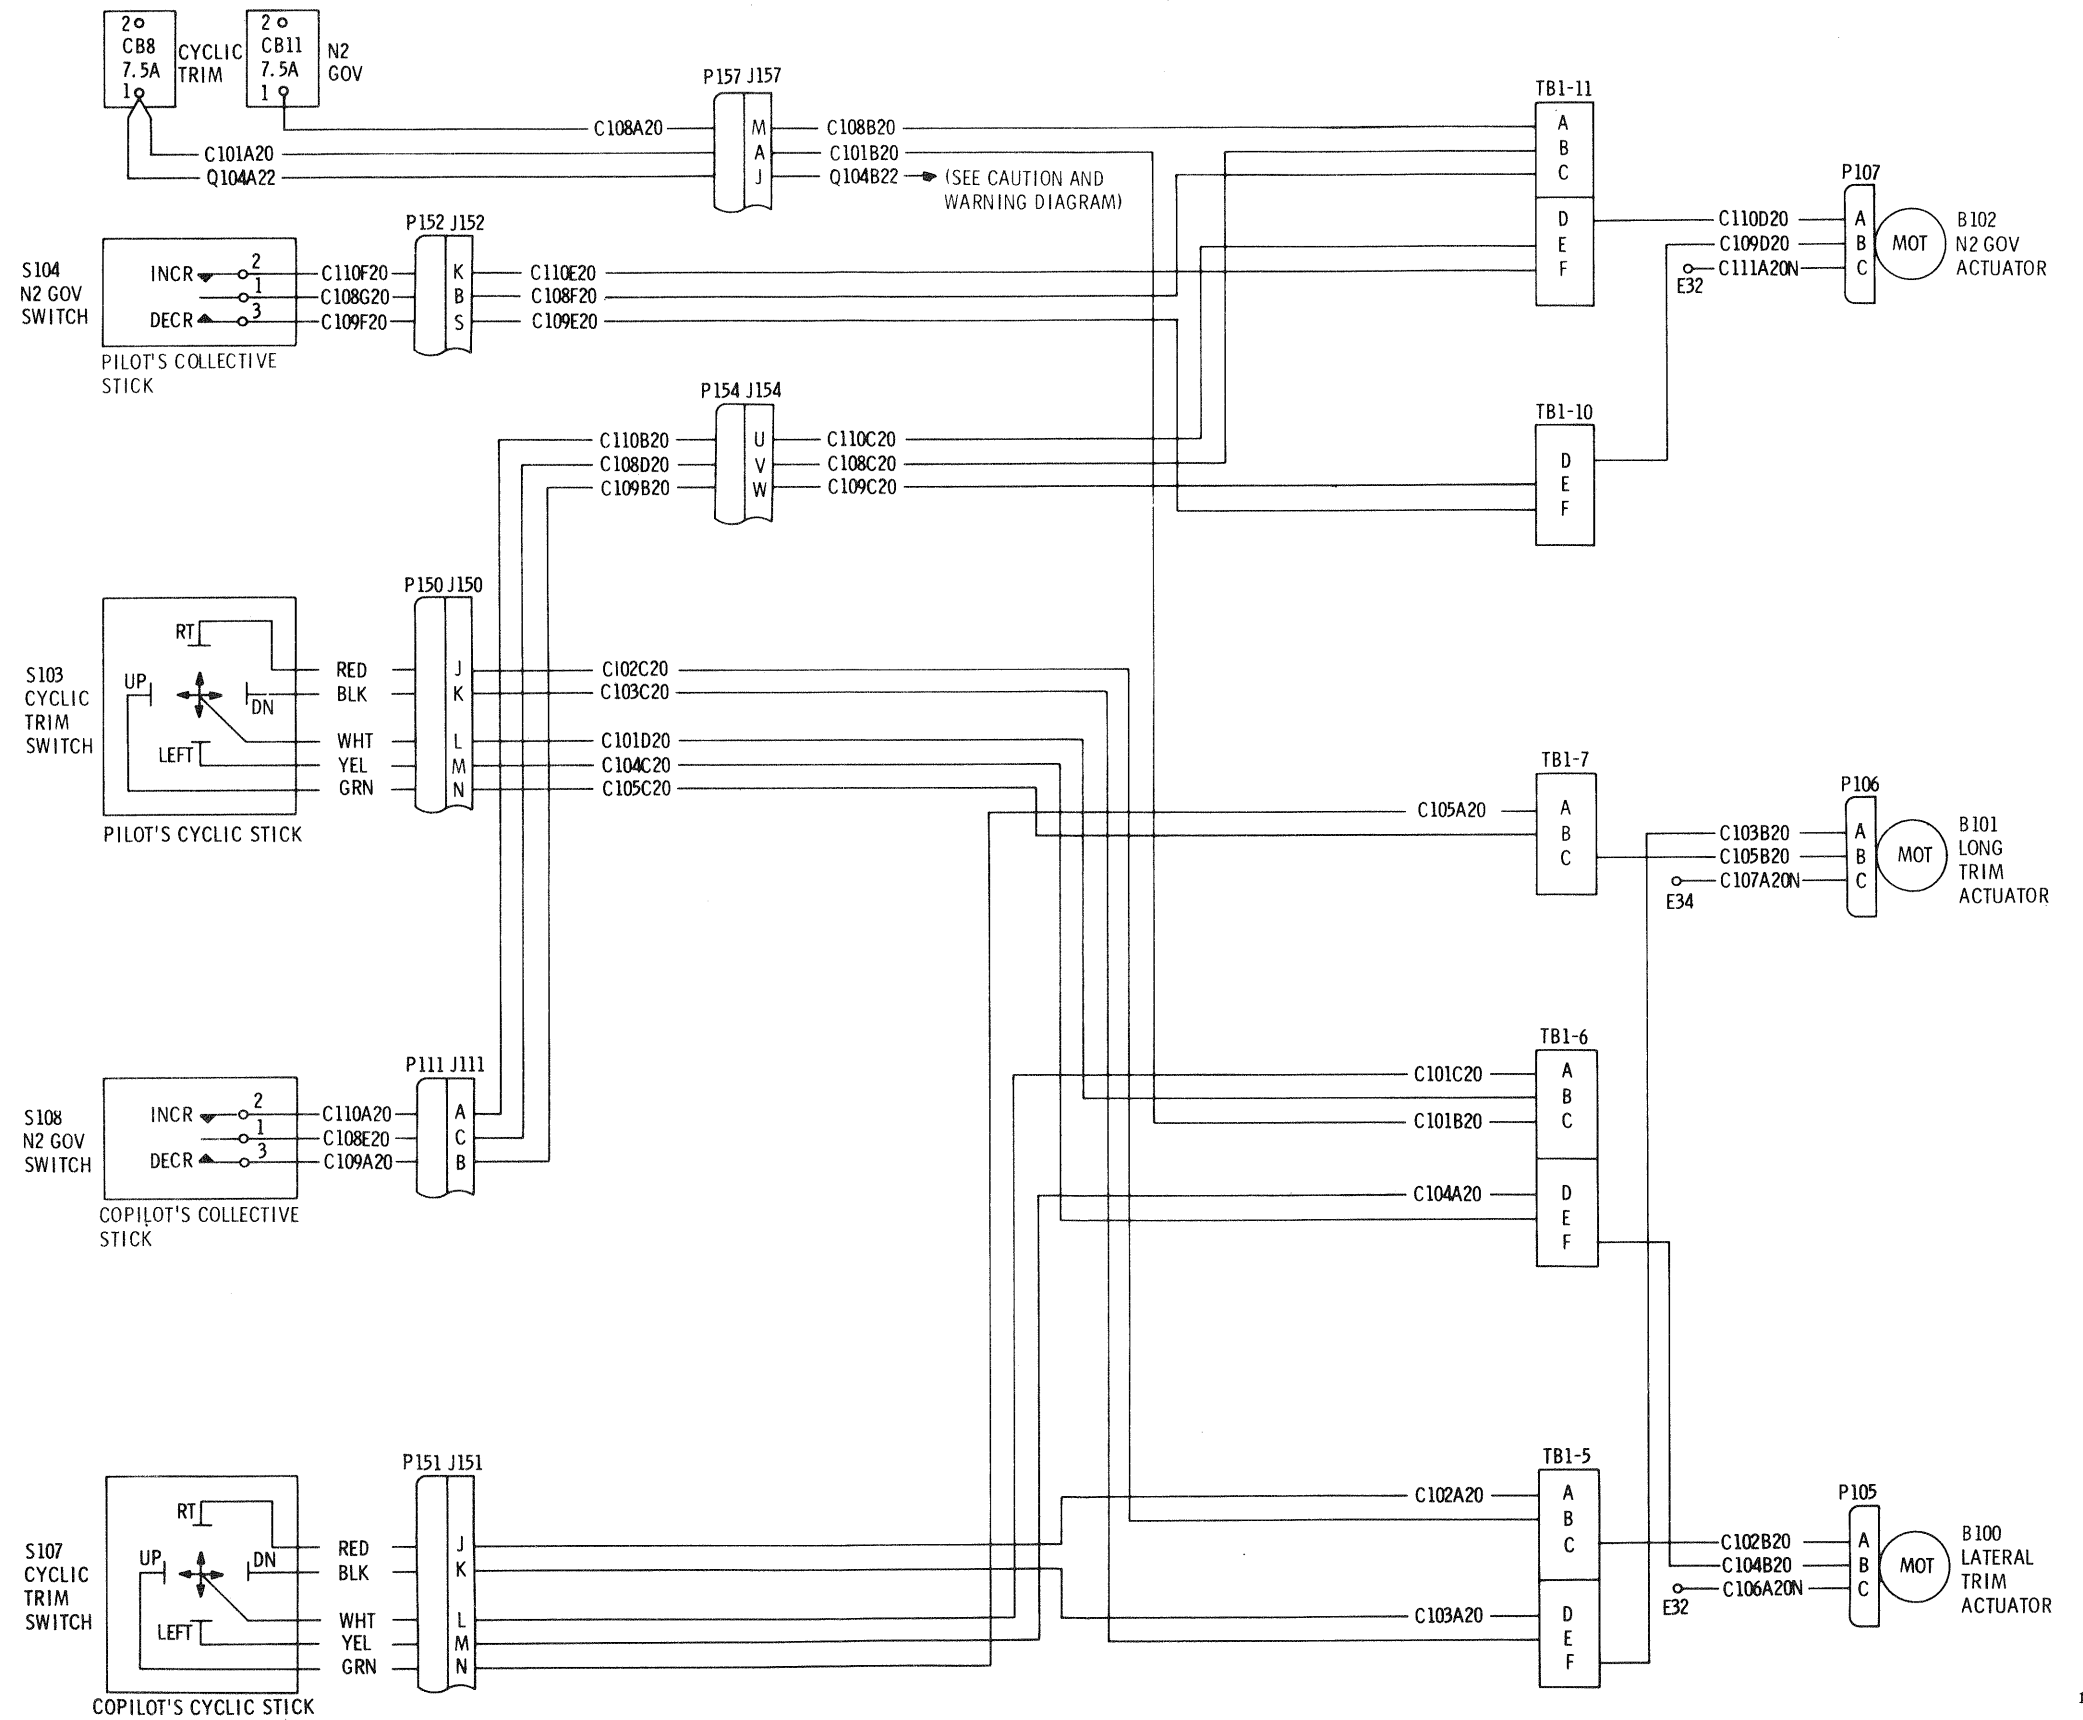 2
CB8
7.5A
1
CYCLIC
TRIM
2
CB11
7.5A
1
N2
GOV
P157 J157
C108A20 M C108B20
C101A20 A C101B20
Q104A22 J Q104B22 (SEE CAUTION AND
WARNING DIAGRAM)
TB1-11
A
B
C
D
E
F
P107
C110D20 A
C109D20 B
E32 C111A20N C
MOT
B102
N2 GOV
ACTUATOR
S104
N2 GOV
SWITCH
P152 J152
INCR 2 C110F20 K C110E20
1 C108G20 B C108F20
DECR 3 C109F20 S C109E20
PILOT'S COLLECTIVE
STICK
P154 J154
C110B20 U C110C20
C108D20 V C108C20
C109B20 W C109C20
TB1-10
D
E
F
S103
CYCLIC
TRIM
SWITCH
P150 J150
RT
UP
DN
LEFT
RED J C102C20
BLK K C103C20
WHT L C101D20
YEL M C104C20
GRN N C105C20
PILOT'S CYCLIC STICK
TB1-7
C105A20 A
B
C
P106
C103B20 A
C105B20 B
E34 C107A20N C
MOT
B101
LONG
TRIM
ACTUATOR
S108
N2 GOV
SWITCH
P111 J111
INCR 2 C110A20 A
1 C108E20 C
DECR 3 C109A20 B
COPILOT'S COLLECTIVE
STICK
TB1-6
C101C20 A
B
C101B20 C
C104A20 D
E
F
S107
CYCLIC
TRIM
SWITCH
P151 J151
RT
UP
DN
LEFT
RED J
BLK K
WHT L
YEL M
GRN N
COPILOT'S CYCLIC STICK
TB1-5
C102A20 A
B
C
C103A20 D
E
F
P105
C102B20 A
C104B20 B
E32 C106A20N C
MOT
B100
LATERAL
TRIM
ACTUATOR
1